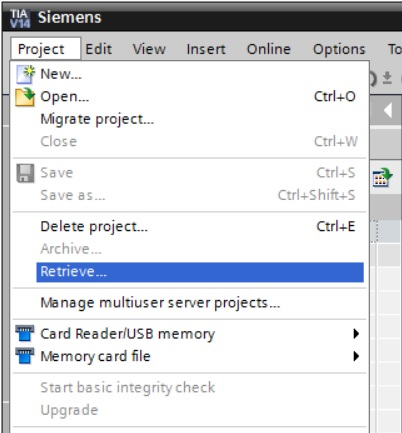 TIA
V14 Siemens
Project Edit View Insert Online Options To
New...
Open... Ctrl+O
Migrate project...
Close Ctrl+W
Save Ctrl+S
Save as... Ctrl+Shift+S
Delete project... Ctrl+E
Archive...
Retrieve...
Manage multiuser server projects...
Card Reader/USB memory
Memory card file
Start basic integrity check
Upgrade